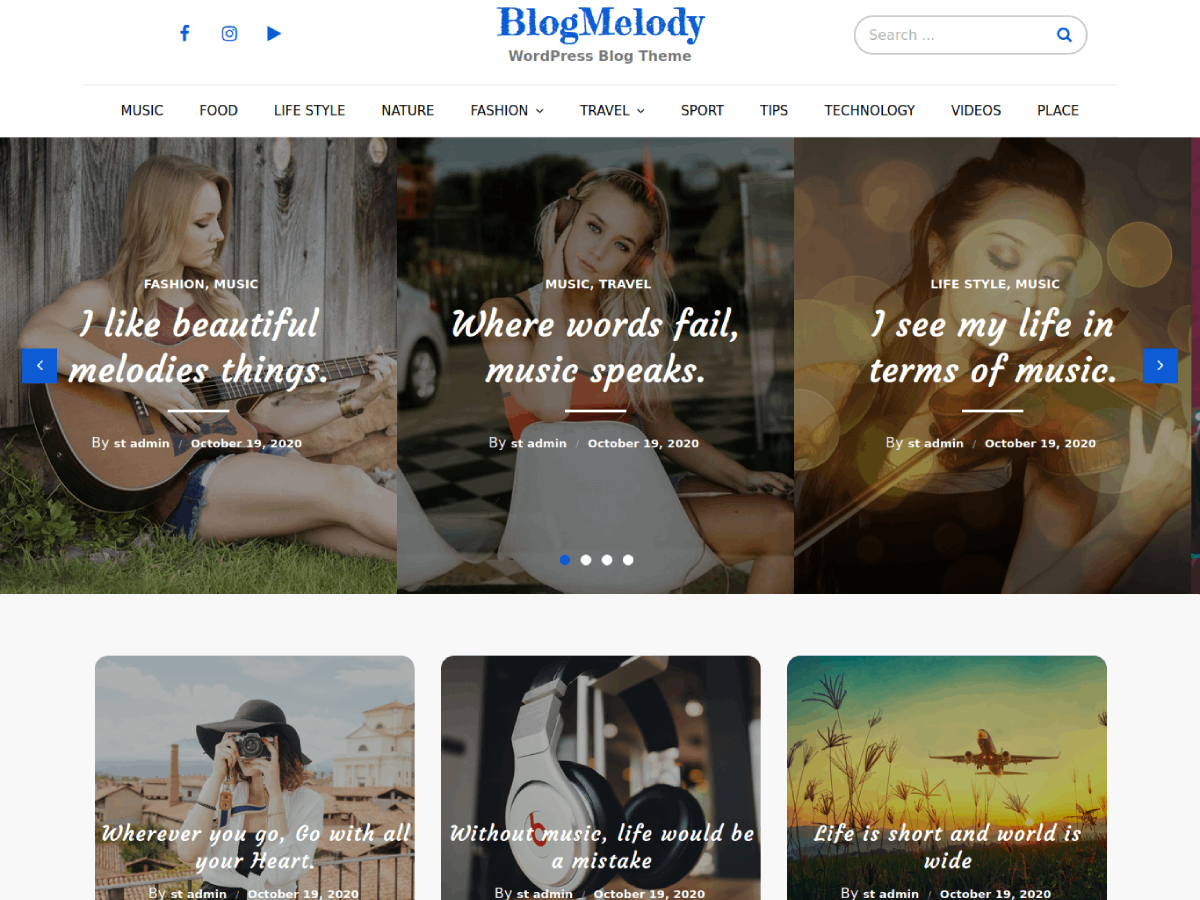 BlogMelody
WordPress Blog Theme
Search ...
MUSIC FOOD LIFE STYLE NATURE FASHION TRAVEL SPORT TIPS TECHNOLOGY VIDEOS PLACE
FASHION, MUSIC
I like beautiful
melodies things.
By st admin / October 19, 2020
MUSIC, TRAVEL
Where words fail,
music speaks.
By st admin / October 19, 2020
LIFE STYLE, MUSIC
I see my life in
terms of music.
By st admin / October 19, 2020
Wherever you go, Go with all
your Heart.
By st admin / October 19, 2020
Without music, life would be
a mistake
By st admin / October 19, 2020
Life is short and world is
wide
By st admin / October 19, 2020